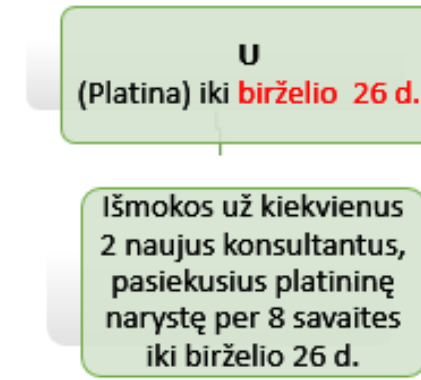 U
(Platina) iki birželio 26 d.
Išmokos už kiekvienus
2 naujus konsultantus,
pasiekusius platininę
narystę per 8 savaites
iki birželio 26 d.